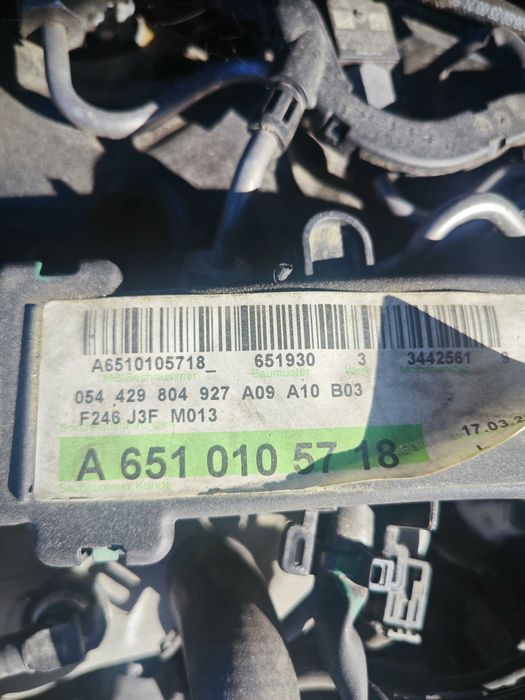 A6510105718_ 651930 3 3442561
MB-Sachnummer Baumuster Werk Motornummer
054 429 804 927 A09 A10 B03
F246 J3F M013
17.03.2
A 651 010 57 18
Sachnummer Kunde